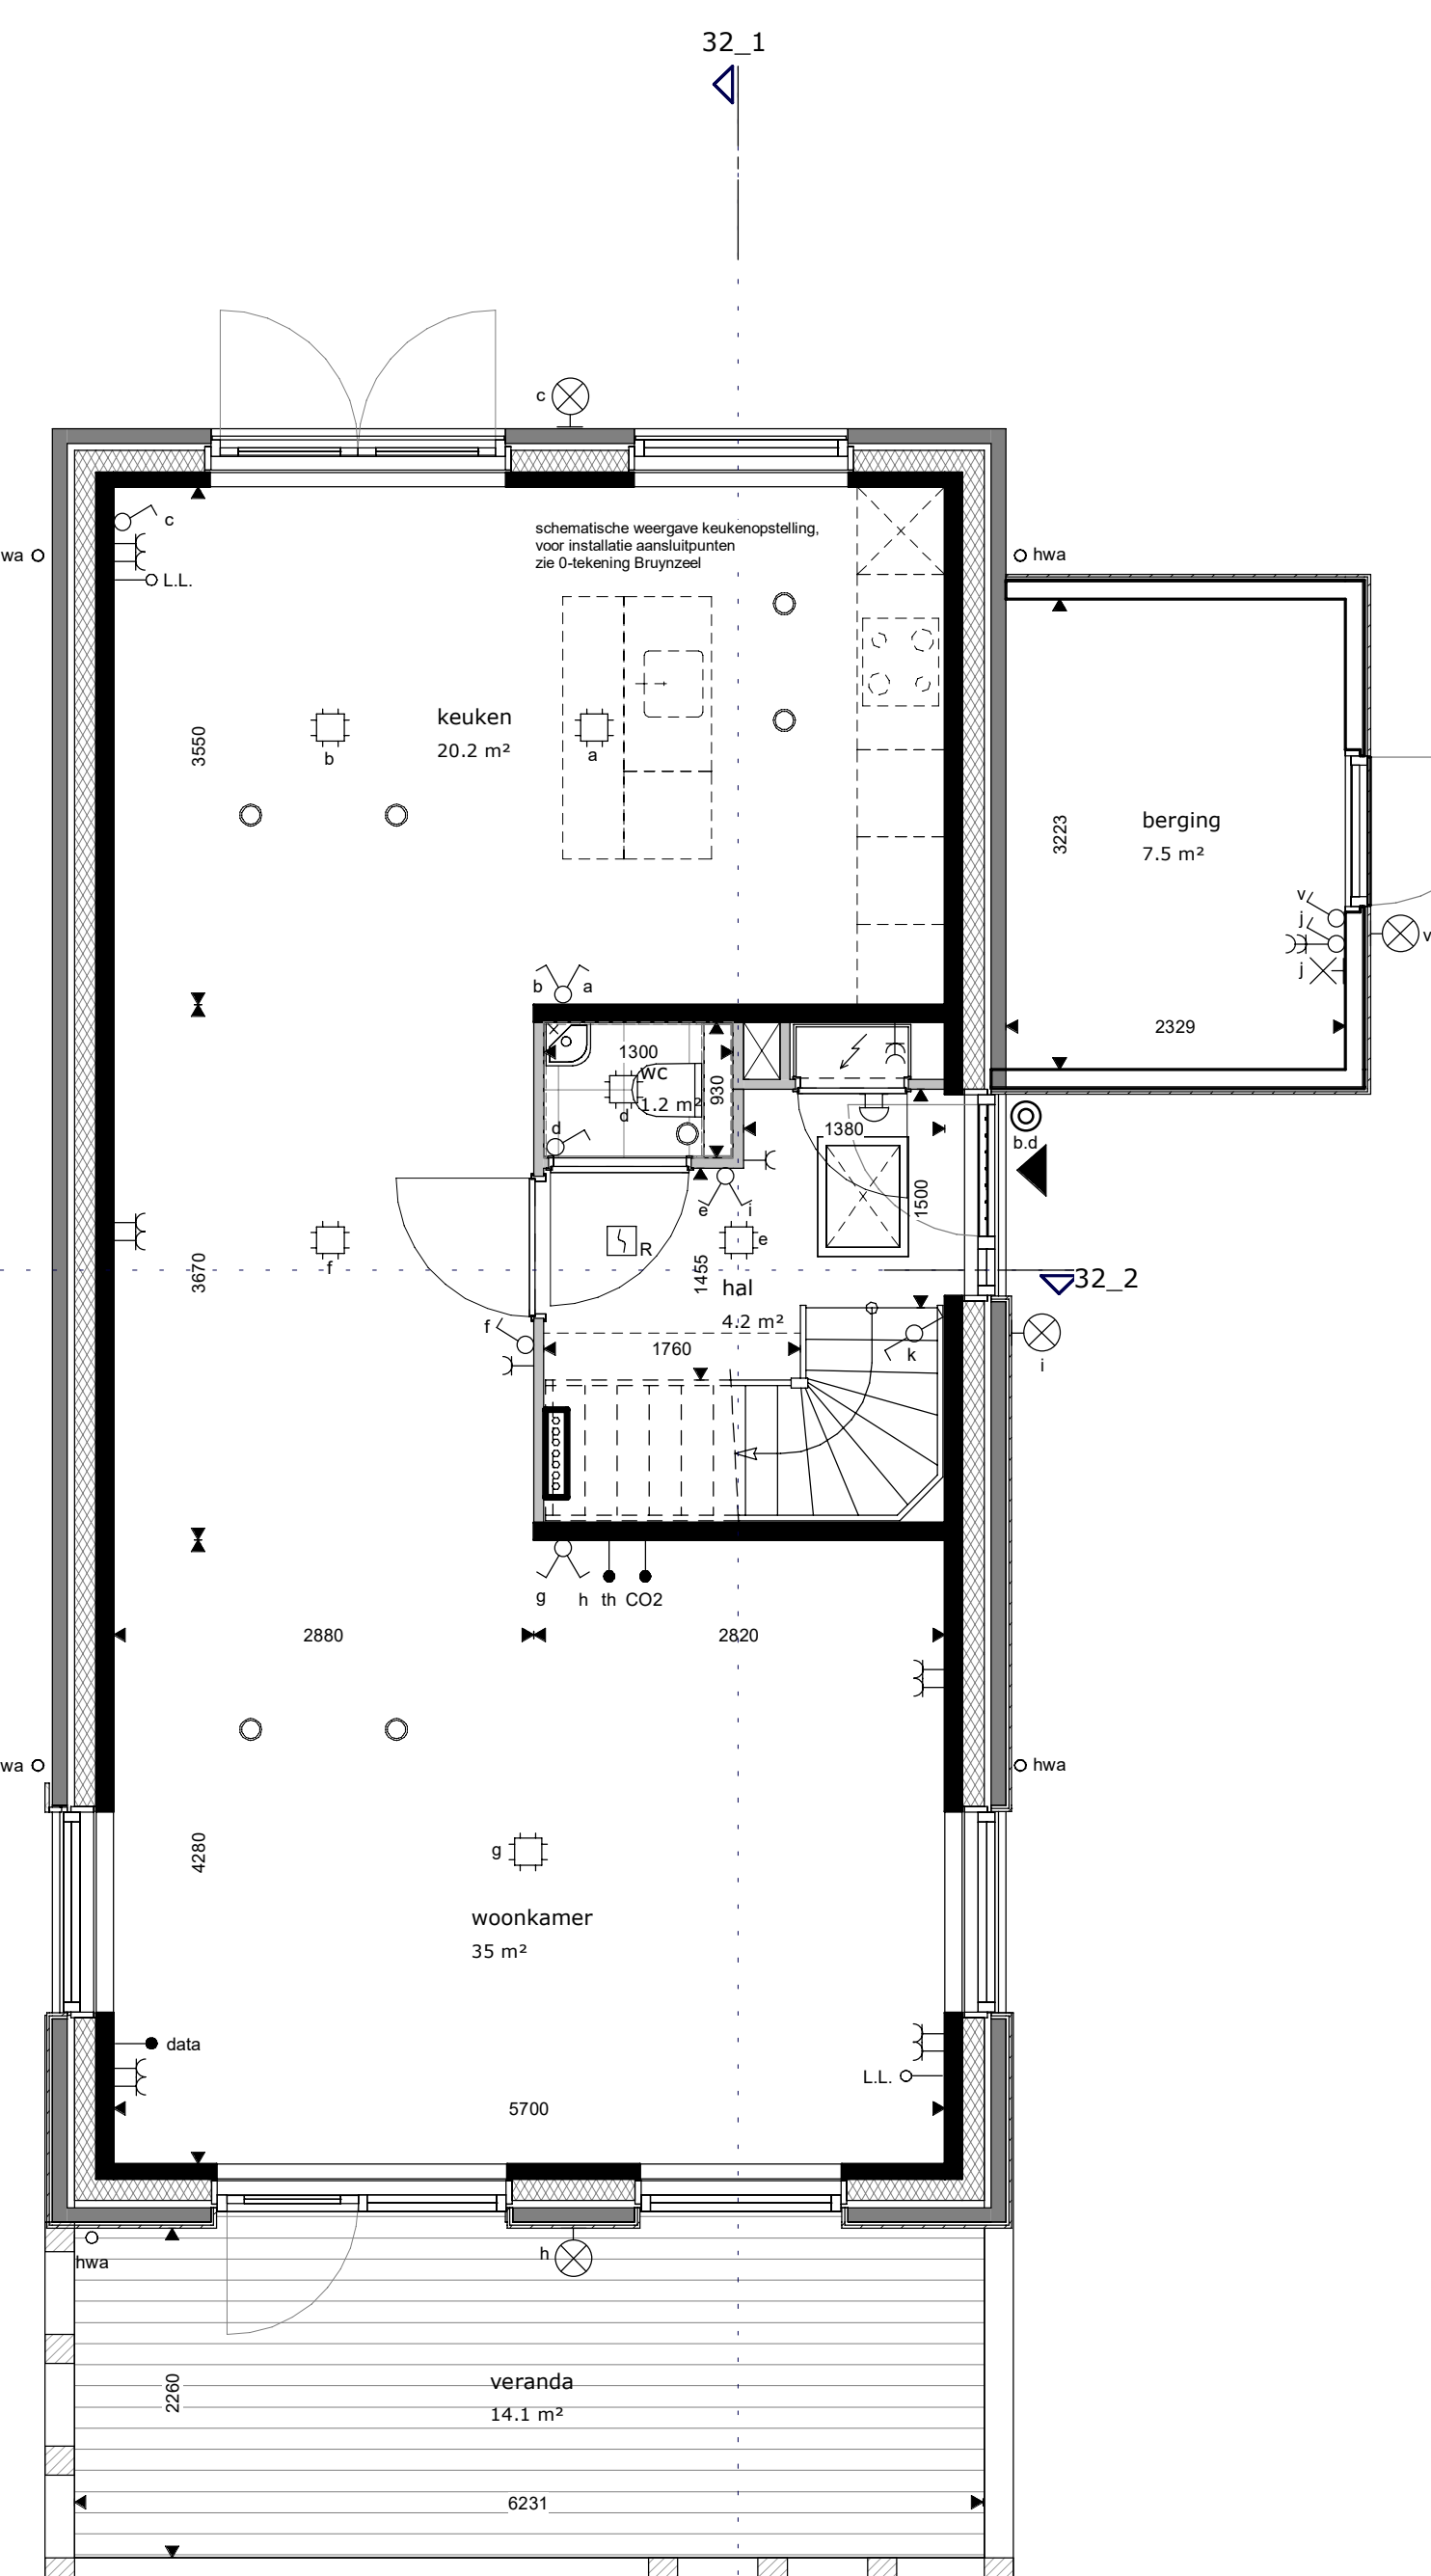 32_1
c
c
L.L.
schematische weergave keukenopstelling,
voor installatie aansluitpunten
zie 0-tekening Bruynzeel
wa
hwa
keuken
20.2 m²
3550
b
a
berging
7.5 m²
3223
v
j
j
v
2329
b
a
1300
wc
1.2 m²
930
d
d
1380
b.d
1500
e
i
e
R
f
3670
1455
hal
4.2 m²
32_2
f
1760
k
i
g
h
th
CO2
2880
2820
wa
hwa
4280
g
woonkamer
35 m²
data
L.L.
5700
hwa
h
2260
veranda
14.1 m²
6231